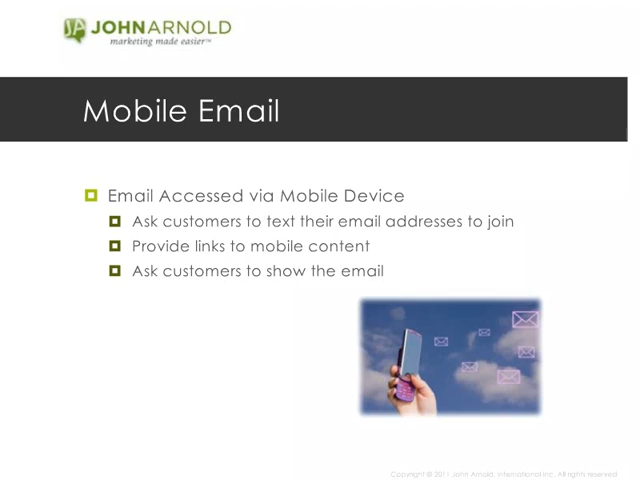 JA JOHNARNOLD
marketing made easier™
Mobile Email
Email Accessed via Mobile Device
Ask customers to text their email addresses to join
Provide links to mobile content
Ask customers to show the email
Copyright © 2011 John Arnold, International Inc. All rights reserved